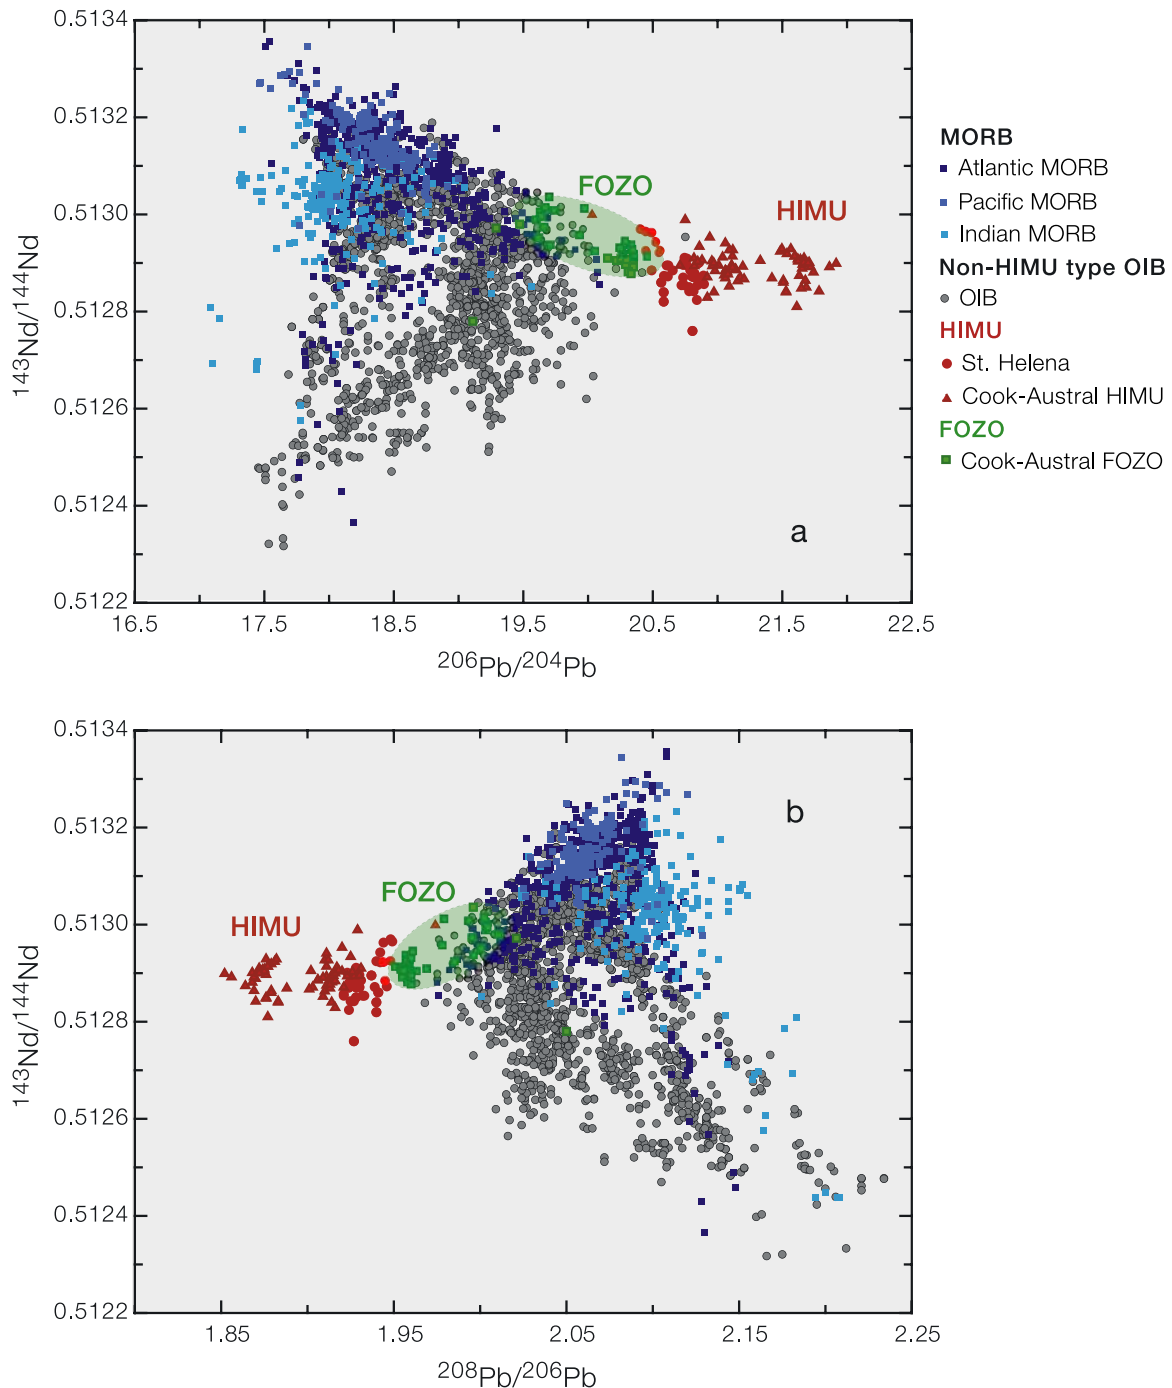 0.5134
0.5132
0.5130
0.5128
0.5126
0.5124
0.5122
143Nd/144Nd
FOZO
HIMU
a
16.5 17.5 18.5 19.5 20.5 21.5 22.5
206Pb/204Pb
MORB
Atlantic MORB
Pacific MORB
Indian MORB
Non-HIMU type OIB
OIB
HIMU
St. Helena
Cook-Austral HIMU
FOZO
Cook-Austral FOZO
0.5134
0.5132
0.5130
0.5128
0.5126
0.5124
0.5122
143Nd/144Nd
b
FOZO
HIMU
1.85 1.95 2.05 2.15 2.25
208Pb/206Pb